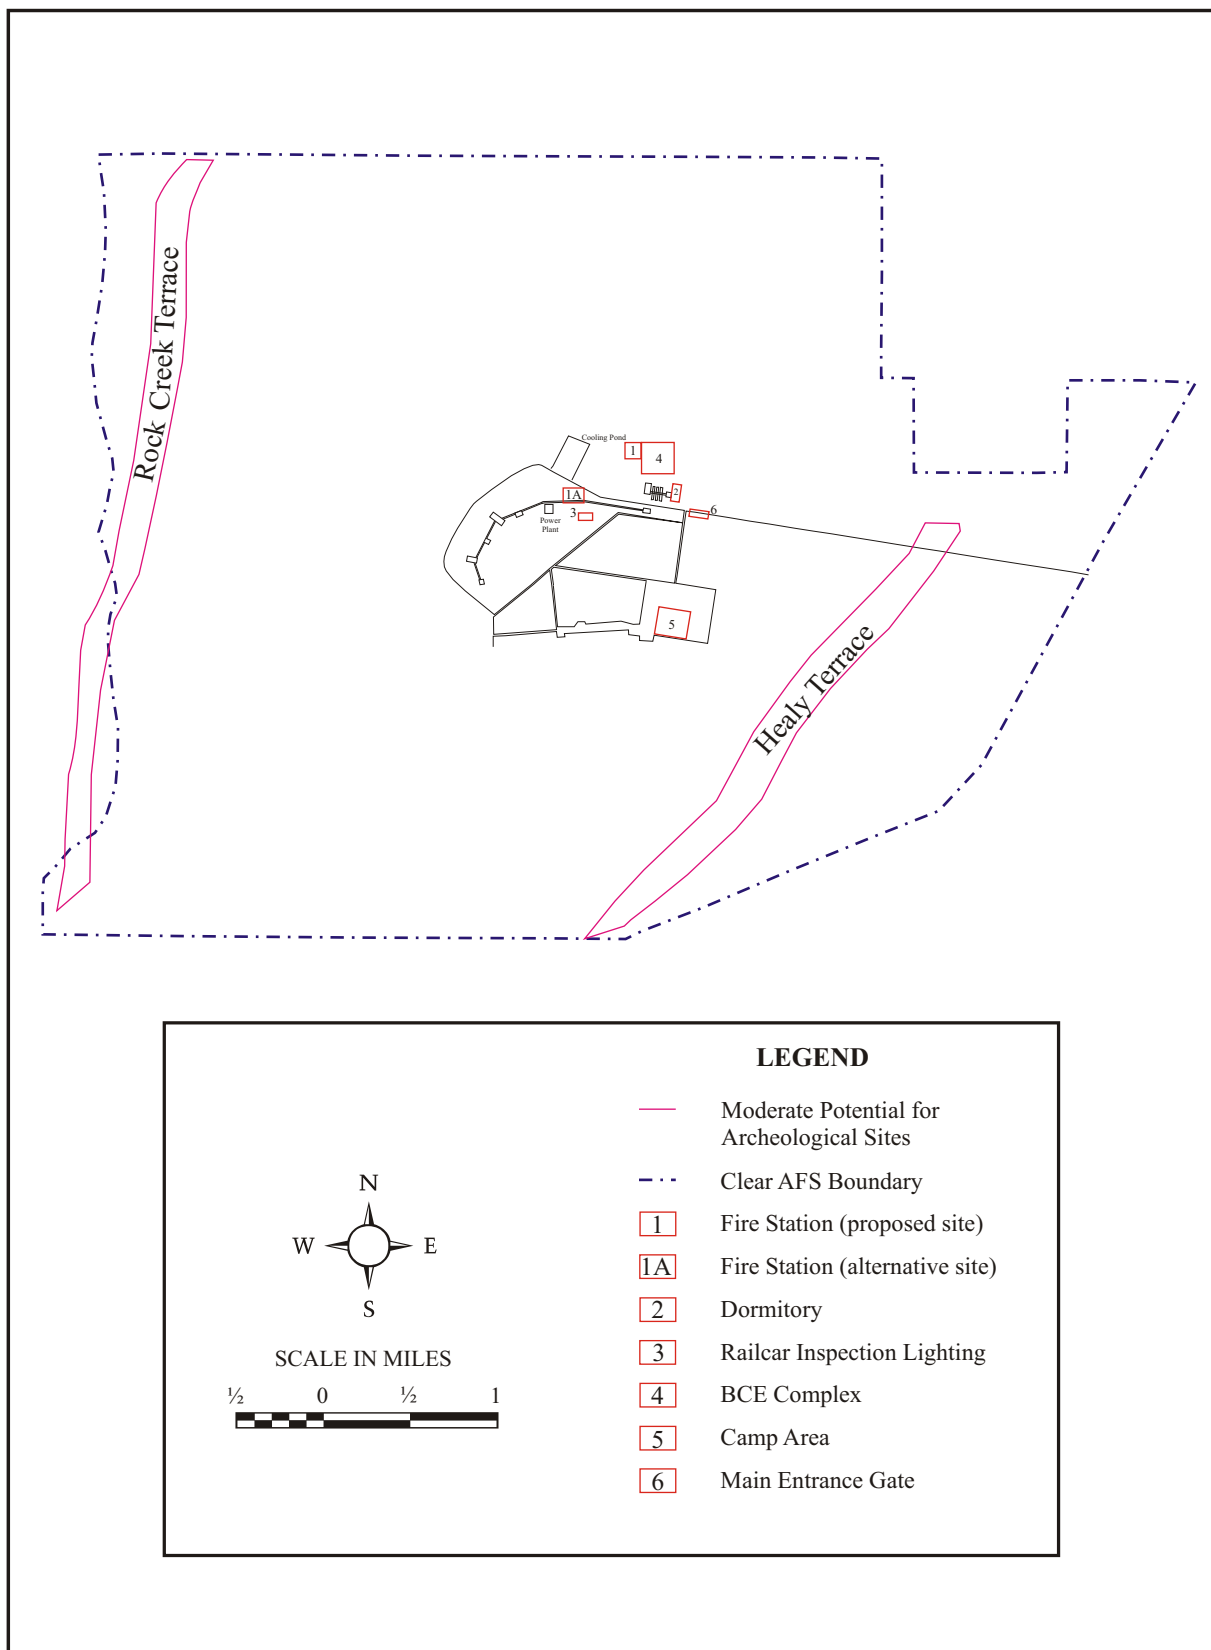 Rock Creek Terrace
Cooling Pond
1
4
1A
2
3
6
Power
Plant
5
Healy Terrace
LEGEND
Moderate Potential for
Archeological Sites
Clear AFS Boundary
1 Fire Station (proposed site)
1A Fire Station (alternative site)
2 Dormitory
3 Railcar Inspection Lighting
4 BCE Complex
5 Camp Area
6 Main Entrance Gate
N
W E
S
SCALE IN MILES
½ 0 ½ 1